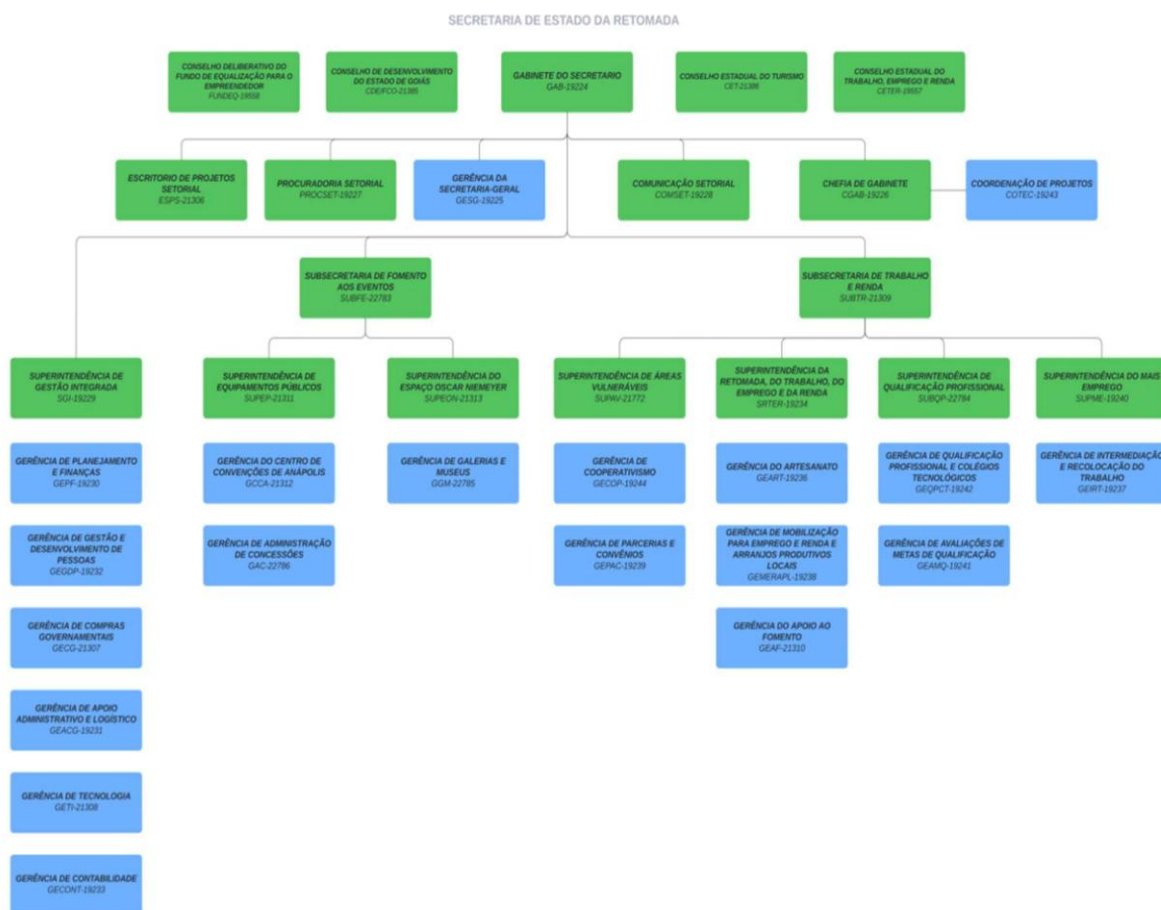 SECRETARIA DE ESTADO DA RETOMADA
CONSELHO DELIBERATIVO DO
FUNDO DE EQUALIZAÇÃO PARA O
EMPREENDEDOR
FUNDEQ-19558
CONSELHO DE DESENVOLVIMENTO
DO ESTADO DE GOIÁS
CDE/FCO-21385
GABINETE DO SECRETARIO
GAB-19224
CONSELHO ESTADUAL DO TURISMO
CET-21386
CONSELHO ESTADUAL DO
TRABALHO, EMPREGO E RENDA
CETER-19557
ESCRITORIO DE PROJETOS
SETORIAL
ESPS-21306
PROCURADORIA SETORIAL
PROCSET-19227
GERÊNCIA DA
SECRETARIA-GERAL
GESG-19225
COMUNICAÇÃO SETORIAL
COMSET-19228
CHEFIA DE GABINETE
CGAB-19226
COORDENAÇÃO DE PROJETOS
COTEC-19243
SUBSECRETARIA DE FOMENTO
AOS EVENTOS
SUBFE-22783
SUBSECRETARIA DE TRABALHO
E RENDA
SUBTR-21309
SUPERINTENDÊNCIA DE
GESTÃO INTEGRADA
SGI-19229
SUPERINTENDÊNCIA DE
EQUIPAMENTOS PÚBLICOS
SUPEP-21311
SUPERINTENDÊNCIA DO
ESPAÇO OSCAR NIEMEYER
SUPEON-21313
SUPERINTENDÊNCIA DE ÁREAS
VULNERÁVEIS
SUPAV-21772
SUPERINTENDÊNCIA DA
RETOMADA, DO TRABALHO, DO
EMPREGO E DA RENDA
SRTER-19234
SUPERINTENDÊNCIA DE
QUALIFICAÇÃO PROFISSIONAL
SUBQP-22784
SUPERINTENDÊNCIA DO MAIS
EMPREGO
SUPME-19240
GERÊNCIA DE PLANEJAMENTO
E FINANÇAS
GEPF-19230
GERÊNCIA DO CENTRO DE
CONVENÇÕES DE ANÁPOLIS
GCCA-21312
GERÊNCIA DE GALERIAS E
MUSEUS
GGM-22785
GERÊNCIA DE
COOPERATIVISMO
GECOP-19244
GERÊNCIA DO ARTESANATO
GEART-19236
GERÊNCIA DE QUALIFICAÇÃO
PROFISSIONAL E COLÉGIOS
TECNOLÓGICOS
GEQPCT-19242
GERÊNCIA DE INTERMEDIAÇÃO
E RECOLOCAÇÃO DO
TRABALHO
GEIRT-19237
GERÊNCIA DE GESTÃO E
DESENVOLVIMENTO DE
PESSOAS
GEGDP-19232
GERÊNCIA DE ADMINISTRAÇÃO
DE CONCESSÕES
GAC-22786
GERÊNCIA DE PARCERIAS E
CONVÊNIOS
GEPAC-19239
GERÊNCIA DE MOBILIZAÇÃO
PARA EMPREGO E RENDA E
ARRANJOS PRODUTIVOS
LOCAIS
GEMERAPL-19238
GERÊNCIA DE AVALIAÇÕES DE
METAS DE QUALIFICAÇÃO
GEAMQ-19241
GERÊNCIA DE COMPRAS
GOVERNAMENTAIS
GECG-21307
GERÊNCIA DO APOIO AO
FOMENTO
GEAF-21310
GERÊNCIA DE APOIO
ADMINISTRATIVO E LOGÍSTICO
GEACG-19231
GERÊNCIA DE TECNOLOGIA
GETI-21308
GERÊNCIA DE CONTABILIDADE
GECONT-19233